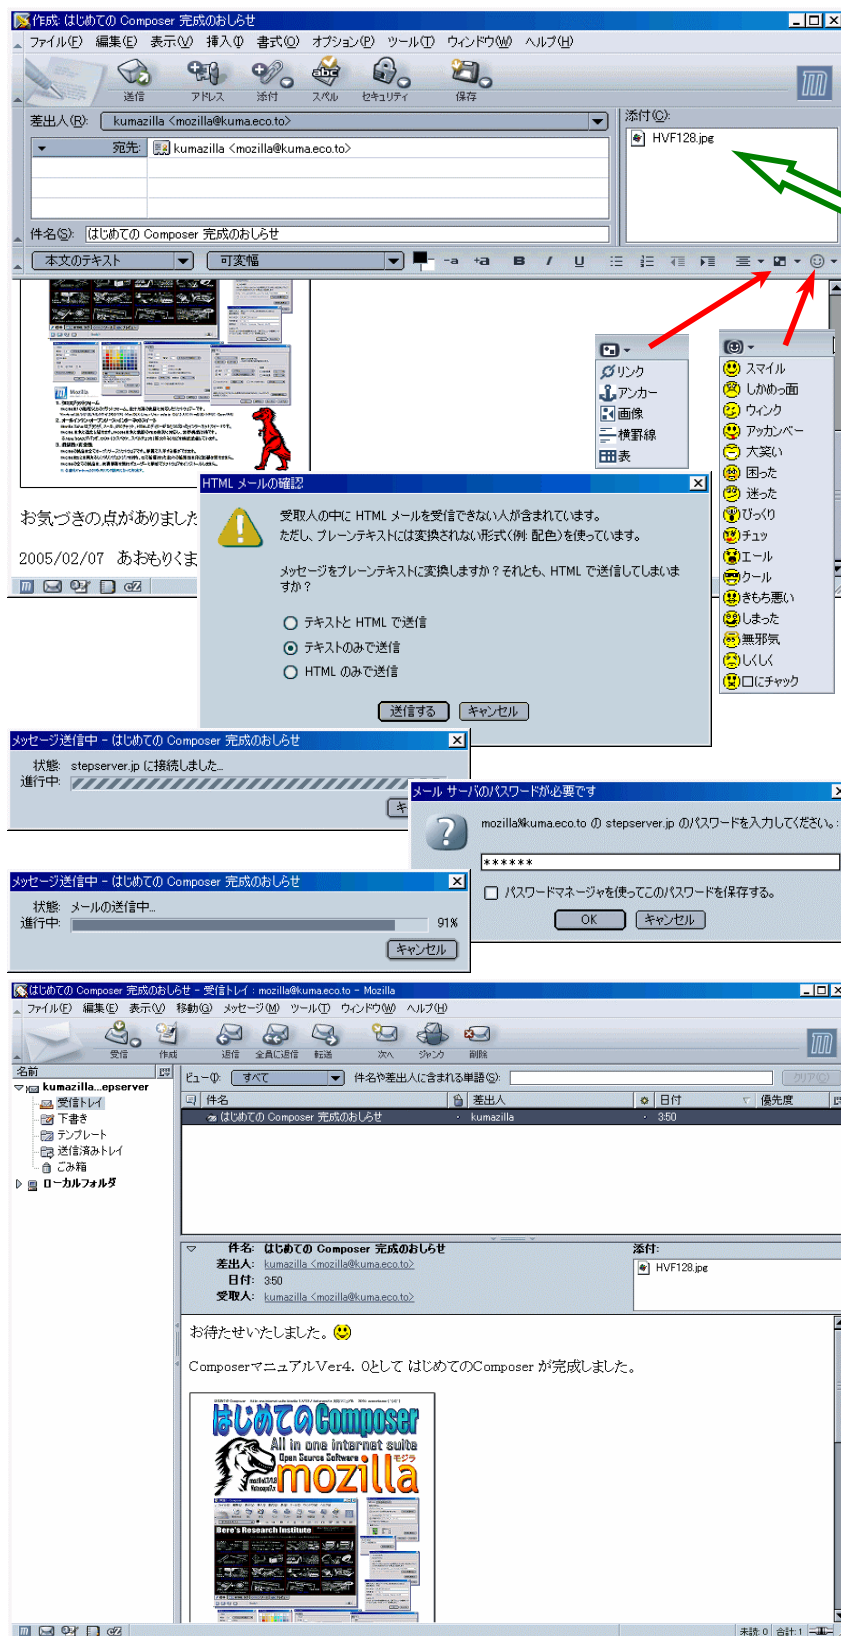 作成: はじめての Composer 完成のおしらせ
ファイル(F) 編集(E) 表示(V) 挿入(I) 書式(O) オプション(P) ツール(T) ウィンドウ(W) ヘルプ(H)
送信 アドレス 添付 スペル セキュリティ 保存
差出人(R): kumazilla <mozilla@kuma.eco.to>
添付(C):
HVF128.jpg
宛先: kumazilla <mozilla@kuma.eco.to>
件名(S): はじめての Composer 完成のおしらせ
本文のテキスト 可変幅 -a +a B I U
リンク
アンカー
画像
横罫線
表
スマイル
しかめっ面
ウィンク
アッカンベー
大笑い
困った
迷った
びっくり
チュッ
エール
クール
きもち悪い
しまった
無邪気
しくしく
口にチャック
Mozilla
お気づきの点がありました
2005/02/07 あおもりくま
HTML メールの確認
受取人の中に HTML メールを受信できない人が含まれています。
ただし、プレーンテキストには変換されない形式(例: 配色)を使っています。
メッセージをプレーンテキストに変換しますか？それとも、HTML で送信してしまいま
すか？
テキストと HTML で送信
テキストのみで送信
HTML のみで送信
送信する キャンセル
メッセージ送信中 - はじめての Composer 完成のおしらせ
状態: stepserver.jp に接続しました...
進行中:
キ
メール サーバのパスワードが必要です
mozilla%kuma.eco.to の stepserver.jp のパスワードを入力してください。:
******
パスワードマネージャを使ってこのパスワードを保存する。
OK キャンセル
メッセージ送信中 - はじめての Composer 完成のおしらせ
状態: メールの送信中...
進行中: 91%
キャンセル
はじめての Composer 完成のおしらせ - 受信トレイ : mozilla@kuma.eco.to - Mozilla
ファイル(F) 編集(E) 表示(V) 移動(G) メッセージ(M) ツール(T) ウィンドウ(W) ヘルプ(H)
受信 作成 返信 全員に返信 転送 次へ ジャンク 削除
名前
kumazilla...epserver
受信トレイ
下書き
テンプレート
送信済みトレイ
ごみ箱
ローカルフォルダ
ビュー(I): すべて 件名や差出人に含まれる単語(S): クリア(C)
件名 差出人 日付 優先度
はじめての Composer 完成のおしらせ kumazilla 3:50
件名: はじめての Composer 完成のおしらせ
差出人: kumazilla <mozilla@kuma.eco.to>
日付: 3:50
受取人: kumazilla <mozilla@kuma.eco.to>
添付:
HVF128.jpg
お待たせいたしました。
ComposerマニュアルVer4. 0として はじめてのComposer が完成しました。
はじめてのComposer
All in one internet suite
Open Source Software モジラ
mozilla
Bere's Research Institute
未読: 0 合計: 1